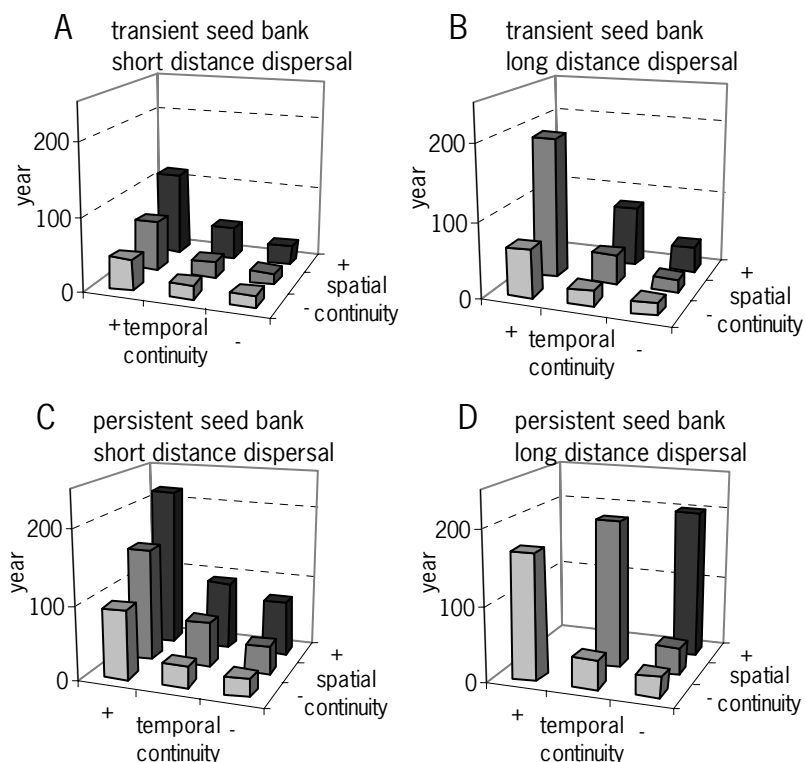 A transient seed bank
short distance dispersal
200
100
0
year
+ temporal
continuity -
+
- spatial
- continuity
B transient seed bank
long distance dispersal
200
100
0
year
+ temporal -
continuity
+
- spatial
- continuity
C persistent seed bank
short distance dispersal
200
100
0
year
+ temporal -
continuity
+
- spatial
- continuity
D persistent seed bank
long distance dispersal
200
100
0
year
+ temporal -
continuity
+
- spatial
- continuity